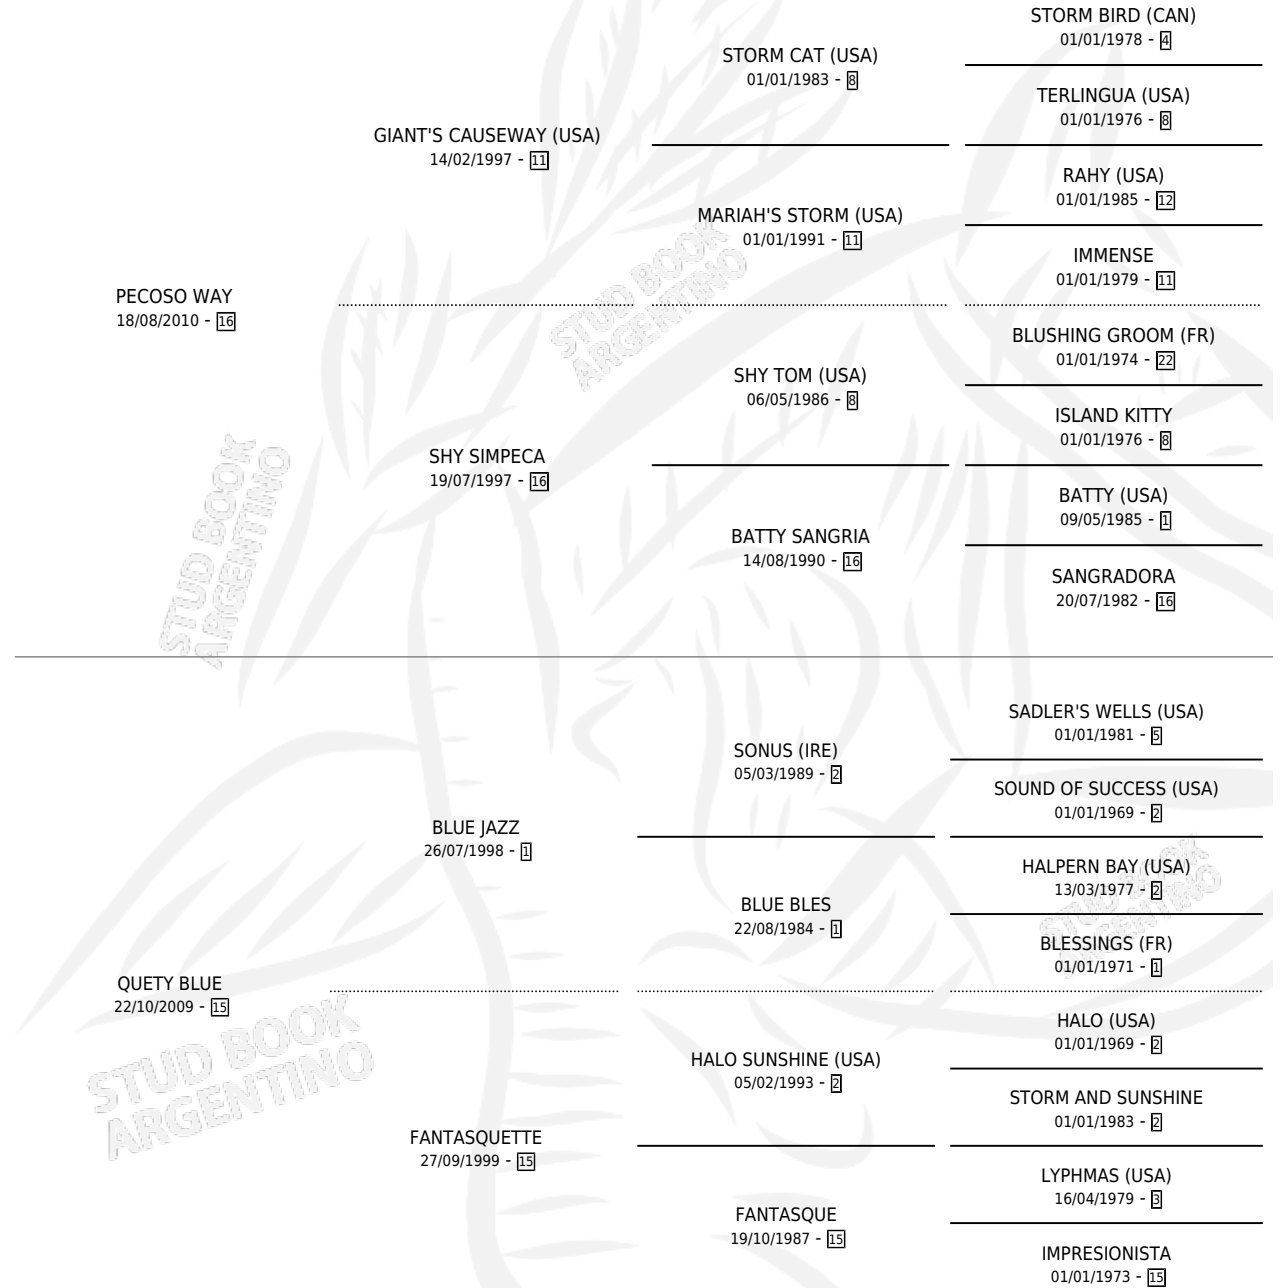 STORM BIRD (CAN)
01/01/1978 - 4
STORM CAT (USA)
01/01/1983 - 8
TERLINGUA (USA)
01/01/1976 - 8
GIANT'S CAUSEWAY (USA)
14/02/1997 - 11
RAHY (USA)
01/01/1985 - 12
MARIAH'S STORM (USA)
01/01/1991 - 11
IMMENSE
01/01/1979 - 11
PECOSO WAY
18/08/2010 - 16
BLUSHING GROOM (FR)
01/01/1974 - 22
SHY TOM (USA)
06/05/1986 - 8
ISLAND KITTY
01/01/1976 - 8
SHY SIMPECA
19/07/1997 - 16
BATTY (USA)
09/05/1985 - 1
BATTY SANGRIA
14/08/1990 - 16
SANGRADORA
20/07/1982 - 16
STUD BOOK
ARGENTINO
STUD BOOK
ARGENTINO
SADLER'S WELLS (USA)
01/01/1981 - 5
SONUS (IRE)
05/03/1989 - 2
SOUND OF SUCCESS (USA)
01/01/1969 - 2
BLUE JAZZ
26/07/1998 - 1
HALPERN BAY (USA)
13/03/1977 - 2
BLUE BLES
22/08/1984 - 1
BLESSINGS (FR)
01/01/1971 - 1
QUETY BLUE
22/10/2009 - 15
HALO (USA)
01/01/1969 - 2
HALO SUNSHINE (USA)
05/02/1993 - 2
STORM AND SUNSHINE
01/01/1983 - 2
FANTASQUETTE
27/09/1999 - 15
LYPHMAS (USA)
16/04/1979 - 3
FANTASQUE
19/10/1987 - 15
IMPRESIONISTA
01/01/1973 - 15
STUD BOOK
ARGENTINO
STUD BOOK
ARGENTINO